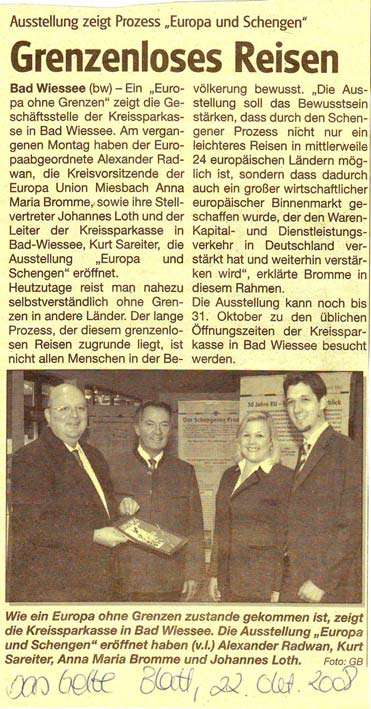 Ausstellung zeigt Prozess „Europa und Schengen“
Grenzenloses Reisen
Bad Wiessee (bw) – Ein „Euro-
pa ohne Grenzen“ zeigt die Ge-
schäftsstelle der Kreissparkas-
se in Bad Wiessee. Am vergan-
genen Montag haben der Euro-
paabgeordnete Alexander Rad-
wan, die Kreisvorsitzende der
Europa Union Miesbach Anna
Maria Bromme, sowie ihre Stell-
vertreter Johannes Loth und der
Leiter der Kreissparkasse in
Bad-Wiessee, Kurt Sareiter, die
Ausstellung „Europa und
Schengen“ eröffnet.
Heutzutage reist man nahezu
selbstverständlich ohne Gren-
zen in andere Länder. Der lange
Prozess, der diesem grenzenlo-
sen Reisen zugrunde liegt, ist
nicht allen Menschen in der Be-
völkerung bewusst. „Die Aus-
stellung soll das Bewusstsein
stärken, dass durch den Schen-
gener Prozess nicht nur ein
leichteres Reisen in mittlerweile
24 europäischen Ländern mög-
lich ist, sondern dass dadurch
auch ein großer wirtschaftlicher
europäischer Binnenmarkt ge-
schaffen wurde, der den Waren-
Kapital- und Dienstleistungs-
verkehr in Deutschland ver-
stärkt hat und weiterhin verstär-
ken wird“, erklärte Bromme in
diesem Rahmen.
Die Ausstellung kann noch bis
31. Oktober zu den üblichen
Öffnungszeiten der Kreisspar-
kasse in Bad Wiessee besucht
werden.
Der Schengener Pro
50 Jahre EU –
Wie ein Europa ohne Grenzen zustande gekommen ist, zeigt
die Kreissparkasse in Bad Wiessee. Die Ausstellung „Europa
und Schengen“ eröffnet haben (v.l.) Alexander Radwan, Kurt
Sareiter, Anna Maria Bromme und Johannes Loth. Foto: GB
Das Gelbe Blatt, 22. Okt. 2008